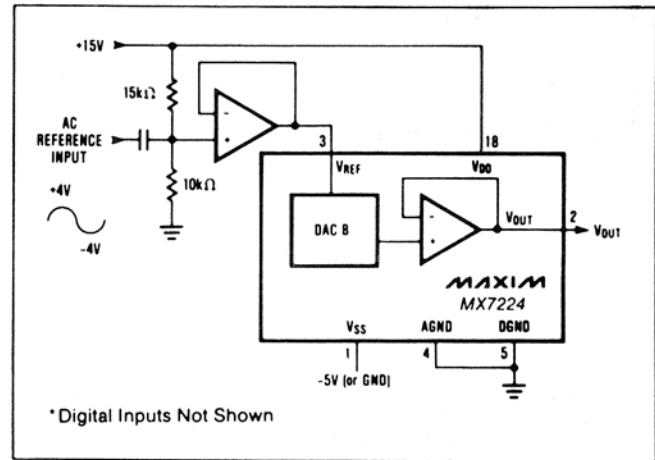 +15V
15kΩ
AC
REFERENCE
INPUT
10kΩ
+4V
-4V
-
+
3
18
VREF
VDD
DAC B
-
+
VOUT
2
VOUT
MAXIM
MX7224
VSS
AGND
DGND
1
4
5
-5V (or GND)
*Digital Inputs Not Shown